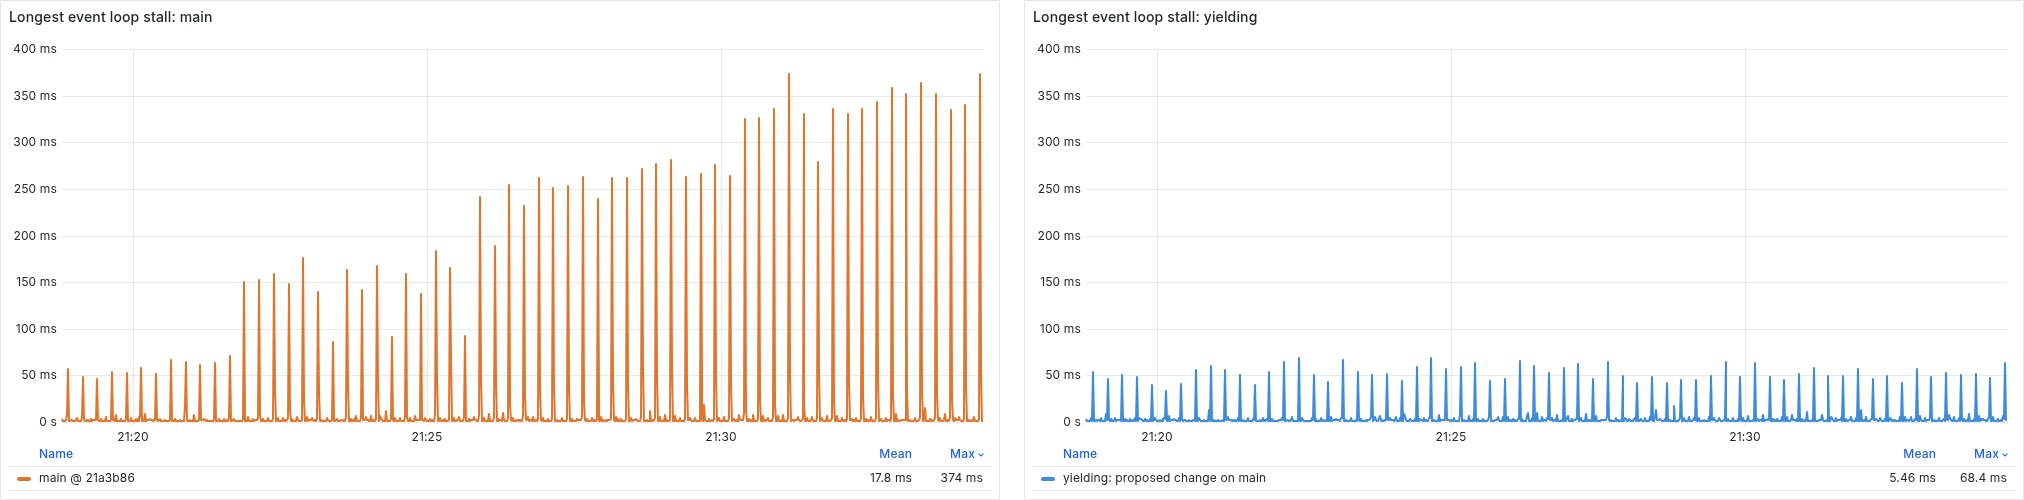 Longest event loop stall: main
400 ms
350 ms
300 ms
250 ms
200 ms
150 ms
100 ms
50 ms
0 s
21:20 21:25 21:30
Name Mean Max
main @ 21a3b86 17.8 ms 374 ms
Longest event loop stall: yielding
400 ms
350 ms
300 ms
250 ms
200 ms
150 ms
100 ms
50 ms
0 s
21:20 21:25 21:30
Name Mean Max
yielding: proposed change on main 5.46 ms 68.4 ms